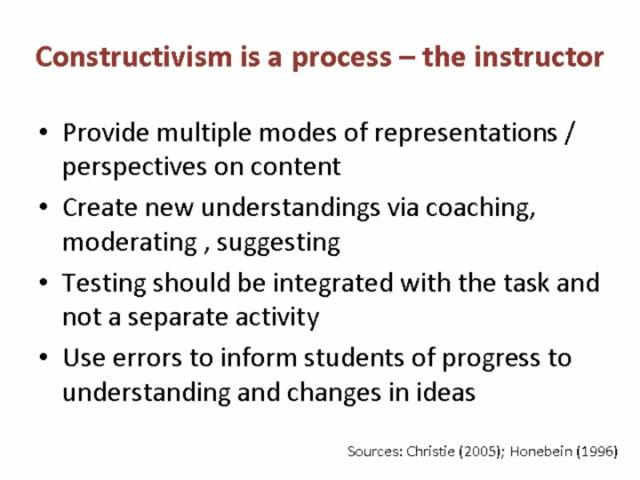 Constructivism is a process – the instructor
• Provide multiple modes of representations /
perspectives on content
• Create new understandings via coaching,
moderating , suggesting
• Testing should be integrated with the task and
not a separate activity
• Use errors to inform students of progress to
understanding and changes in ideas
Sources: Christie (2005); Honebein (1996)